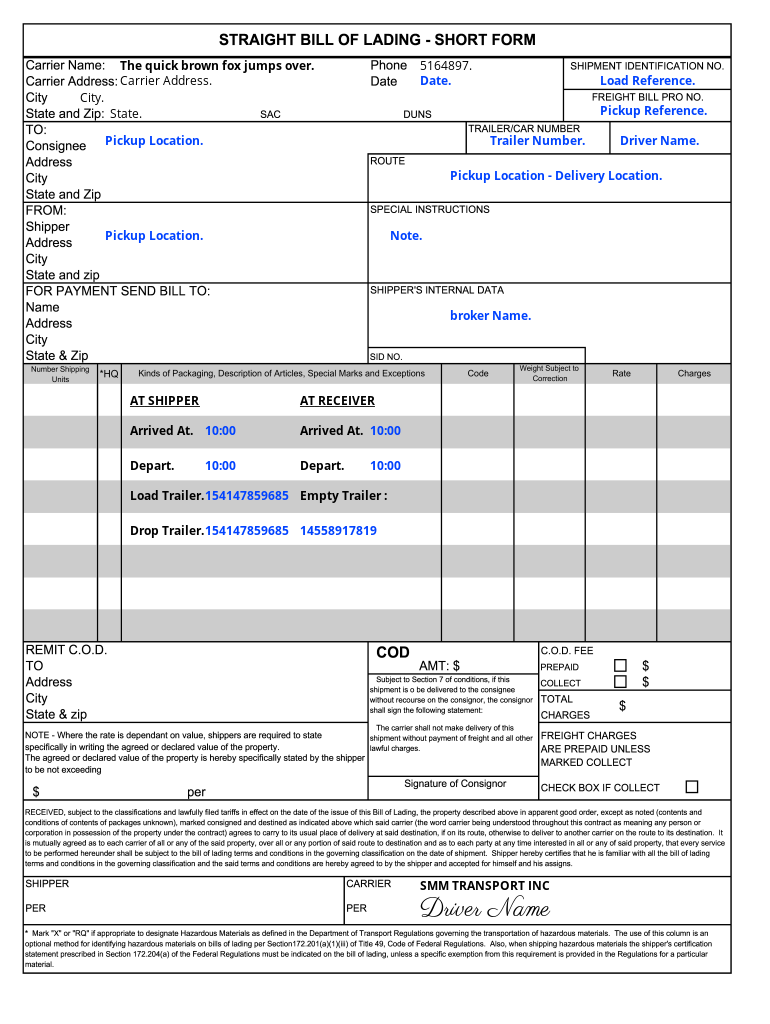 STRAIGHT BILL OF LADING - SHORT FORM
Carrier Name: The quick brown fox jumps over. Phone 5164897. SHIPMENT IDENTIFICATION NO.
Carrier Address: Carrier Address. Date Date. Load Reference.
City City. FREIGHT BILL PRO NO.
State and Zip: State. SAC DUNS Pickup Reference.
TO: TRAILER/CAR NUMBER
Consignee Pickup Location. Trailer Number. Driver Name.
Address ROUTE
City Pickup Location - Delivery Location.
State and Zip
FROM: SPECIAL INSTRUCTIONS
Shipper
Address Pickup Location. Note.
City
State and zip
FOR PAYMENT SEND BILL TO: SHIPPER'S INTERNAL DATA
Name
Address broker Name.
City
State & Zip SID NO.
Number Shipping Units *HQ Kinds of Packaging, Description of Articles, Special Marks and Exceptions Code Weight Subject to Correction Rate Charges
AT SHIPPER AT RECEIVER
Arrived At. 10:00 Arrived At. 10:00
Depart. 10:00 Depart. 10:00
Load Trailer.154147859685 Empty Trailer :
Drop Trailer.154147859685 14558917819
REMIT C.O.D.
TO
Address
City
State & zip
COD
AMT: $
C.O.D. FEE
PREPAID $
COLLECT $
Subject to Section 7 of conditions, if this
shipment is o be delivered to the consignee
without recourse on the consignor, the consignor
shall sign the following statement:
The carrier shall not make delivery of this
shipment without payment of freight and all other
lawful charges.
Signature of Consignor
TOTAL
CHARGES $
FREIGHT CHARGES
ARE PREPAID UNLESS
MARKED COLLECT
CHECK BOX IF COLLECT
NOTE - Where the rate is dependant on value, shippers are required to state
specifically in writing the agreed or declared value of the property.
The agreed or declared value of the property is hereby specifically stated by the shipper
to be not exceeding
$ per
RECEIVED, subject to the classifications and lawfully filed tariffs in effect on the date of the issue of this Bill of Lading, the property described above in apparent good order, except as noted (contents and
conditions of contents of packages unknown), marked consigned and destined as indicated above which said carrier (the word carrier being understood throughout this contract as meaning any person or
corporation in possession of the property under the contract) agrees to carry to its usual place of delivery at said destination, if on its route, otherwise to deliver to another carrier on the route to its destination. It
is mutually agreed as to each carrier of all or any of the said property, over all or any portion of said route to destination and as to each party at any time interested in all or any of said property, that every service
to be performed hereunder shall be subject to the bill of lading terms and conditions in the governing classification on the date of shipment. Shipper hereby certifies that he is familiar with all the bill of lading
terms and conditions in the governing classification and the said terms and conditions are hereby agreed to by the shipper and accepted for himself and his assigns.
SHIPPER CARRIER SMM TRANSPORT INC
PER PER Driver Name
* Mark "X" or "RQ" if appropriate to designate Hazardous Materials as defined in the Department of Transport Regulations governing the transportation of hazardous materials. The use of this column is an
optional method for identifying hazardous materials on bills of lading per Section172.201(a)(1)(iii) of Title 49, Code of Federal Regulations. Also, when shipping hazardous materials the shipper's certification
statement prescribed in Section 172.204(a) of the Federal Regulations must be indicated on the bill of lading, unless a specific exemption from this requirement is provided in the Regulations for a particular
material.